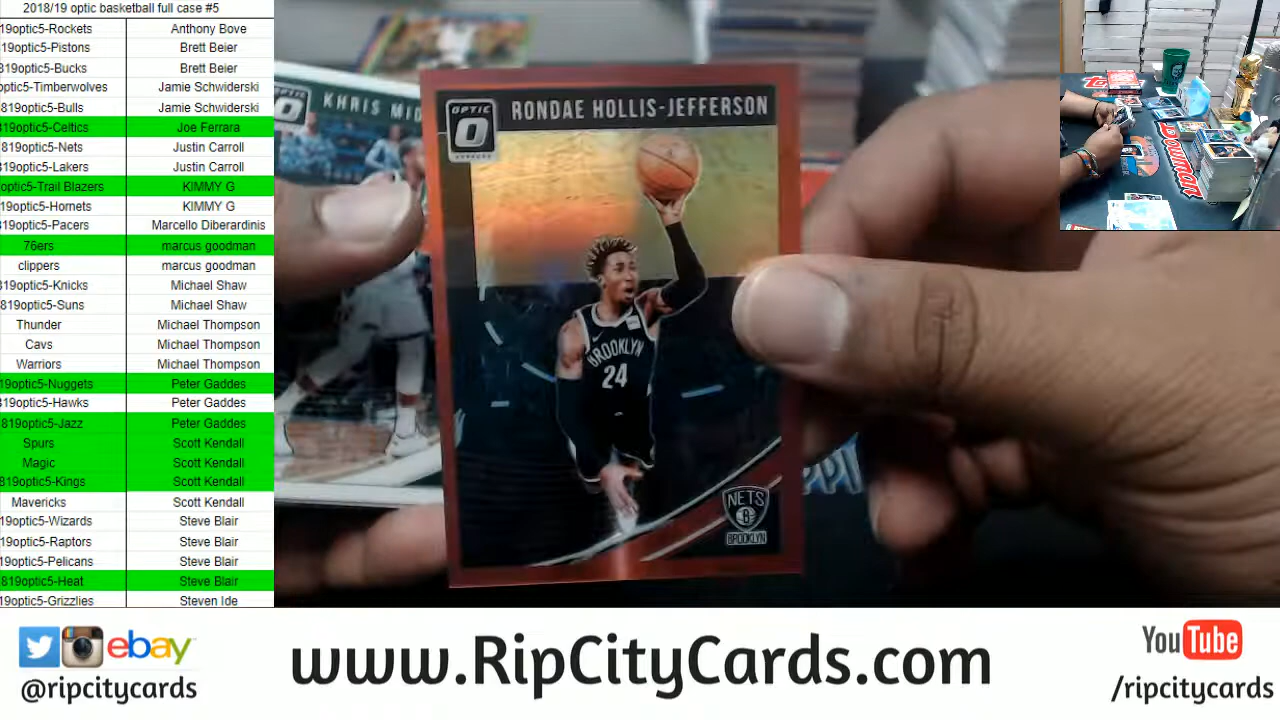 2018/19 optic basketball full case #5
19optic5-Rockets Anthony Bove
19optic5-Pistons Brett Beier
819optic5-Bucks Brett Beier
optic5-Timberwolves Jamie Schwiderski
819optic5-Bulls Jamie Schwiderski
819optic5-Celtics Joe Ferrara
819optic5-Nets Justin Carroll
819optic5-Lakers Justin Carroll
optic5-Trail Blazers KIMMY G
19optic5-Hornets KIMMY G
819optic5-Pacers Marcello Diberardinis
76ers marcus goodman
clippers marcus goodman
819optic5-Knicks Michael Shaw
819optic5-Suns Michael Shaw
Thunder Michael Thompson
Cavs Michael Thompson
Warriors Michael Thompson
19optic5-Nuggets Peter Gaddes
819optic5-Hawks Peter Gaddes
819optic5-Jazz Peter Gaddes
Spurs Scott Kendall
Magic Scott Kendall
819optic5-Kings Scott Kendall
Mavericks Scott Kendall
19optic5-Wizards Steve Blair
19optic5-Raptors Steve Blair
19optic5-Pelicans Steve Blair
819optic5-Heat Steve Blair
19optic5-Grizzlies Steven Ide
KHRIS MID
OPTIC
RONDAE HOLLIS-JEFFERSON
BROOKLYN
24
NETS
B
BROOKLYN
BOWMAN
ebay
@ripcitycards
www.RipCityCards.com
YouTube
/ripcitycards